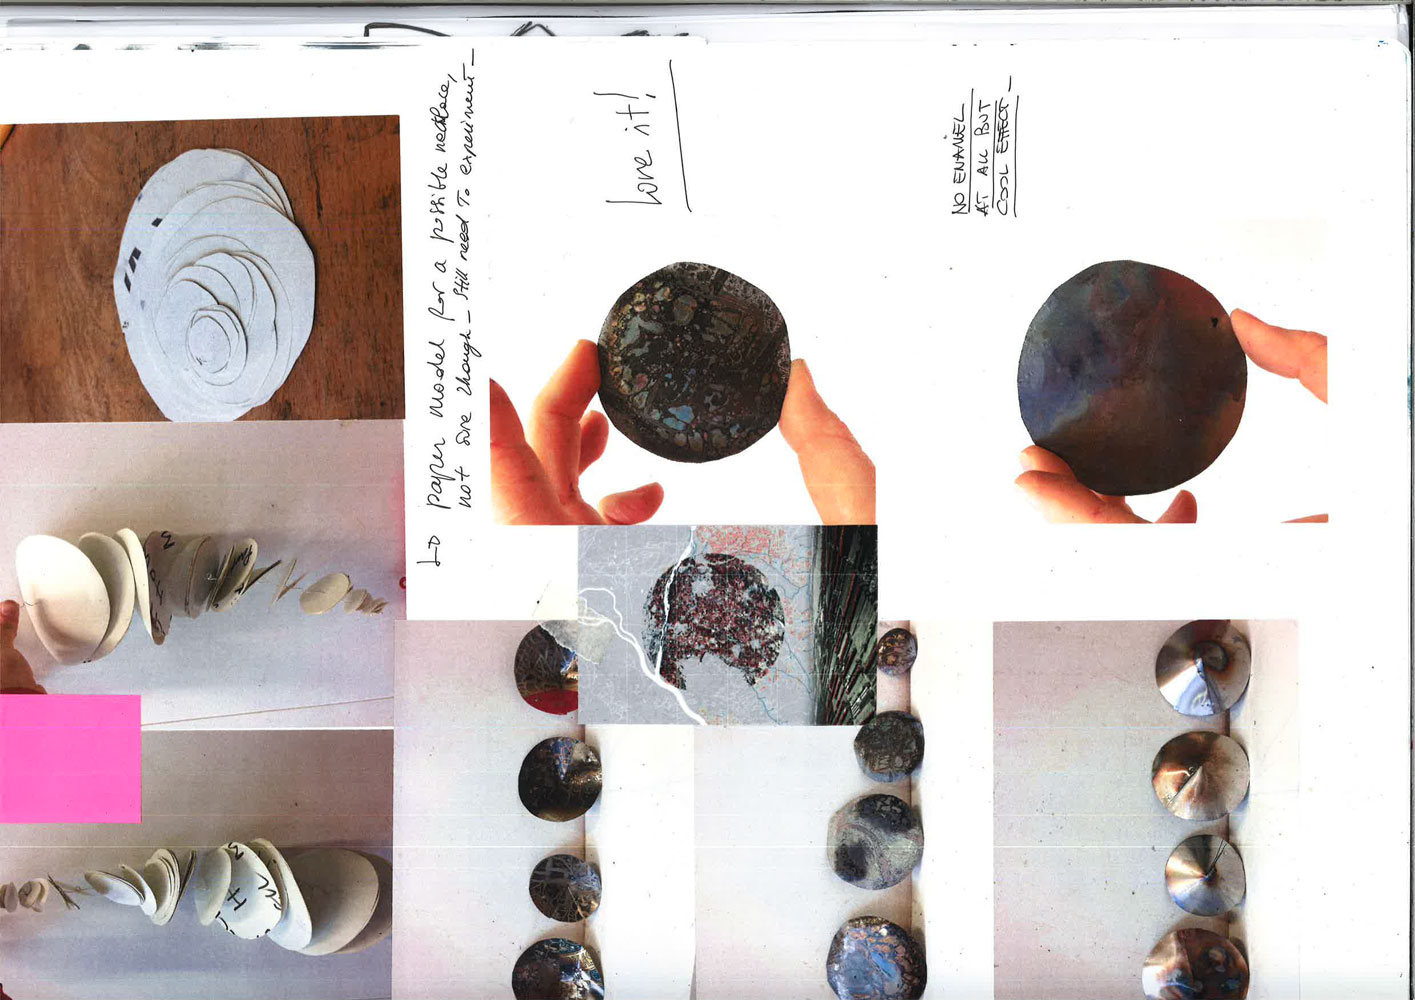 ↳ paper model for a possible necklace,
not sure though - still need to experiment -
Love it!
NO ENAMEL
AT ALL BUT
COOL EFFECT -